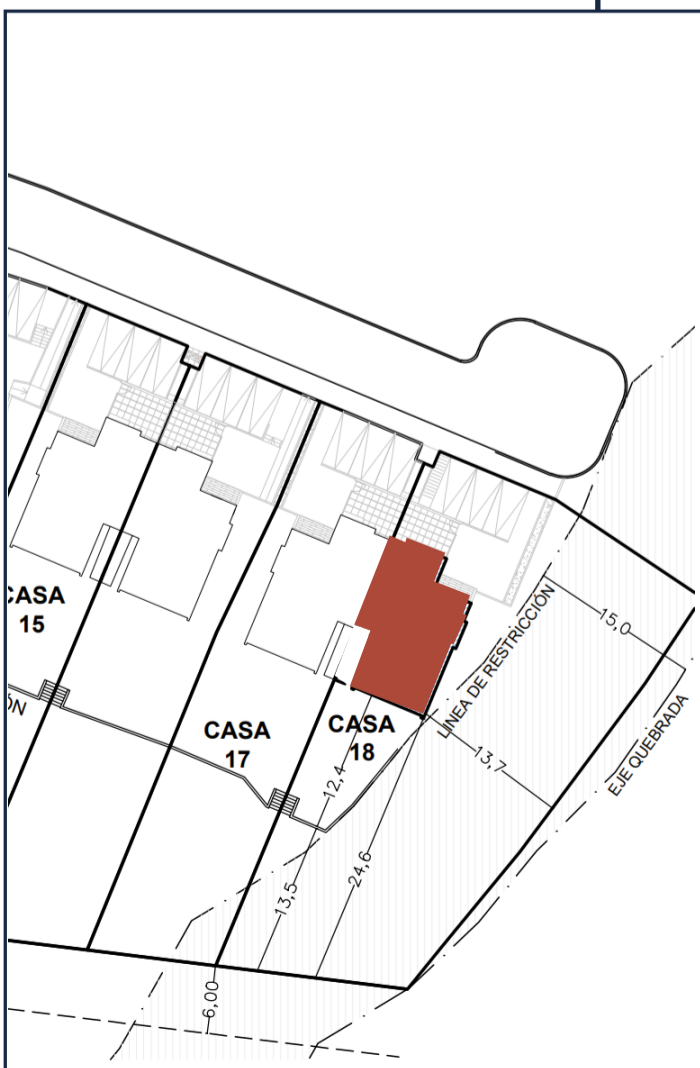 CASA
15
ÓN
CASA
17
CASA
18
LINEA DE RESTRICCIÓN
EJE QUEBRADA
15,0
13,7
12,4
13,5
24,6
6,00